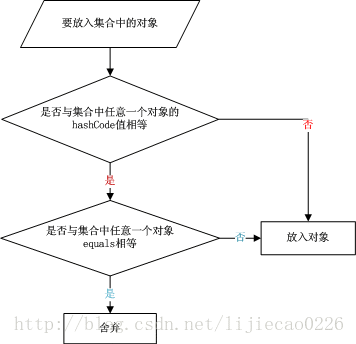 要放入集合中的对象
是否与集合中任意一个对象的
hashCode值相等
否
是
是否与集合中任意一个对象
equals相等
否
放入对象
是
舍弃
http://blog.csdn.net/lijiecao0226